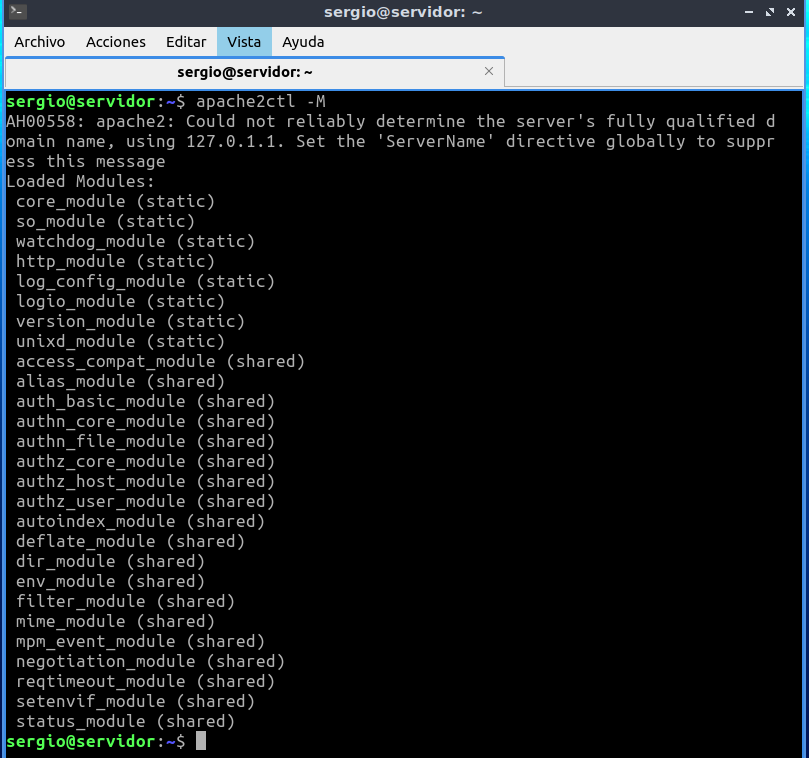 sergio@servidor: ~
Archivo Acciones Editar Vista Ayuda
sergio@servidor: ~
sergio@servidor:~$ apache2ctl -M
AH00558: apache2: Could not reliably determine the server's fully qualified d
omain name, using 127.0.1.1. Set the 'ServerName' directive globally to suppr
ess this message
Loaded Modules:
core_module (static)
so_module (static)
watchdog_module (static)
http_module (static)
log_config_module (static)
logio_module (static)
version_module (static)
unixd_module (static)
access_compat_module (shared)
alias_module (shared)
auth_basic_module (shared)
authn_core_module (shared)
authn_file_module (shared)
authz_core_module (shared)
authz_host_module (shared)
authz_user_module (shared)
autoindex_module (shared)
deflate_module (shared)
dir_module (shared)
env_module (shared)
filter_module (shared)
mime_module (shared)
mpm_event_module (shared)
negotiation_module (shared)
reqtimeout_module (shared)
setenvif_module (shared)
status_module (shared)
sergio@servidor:~$